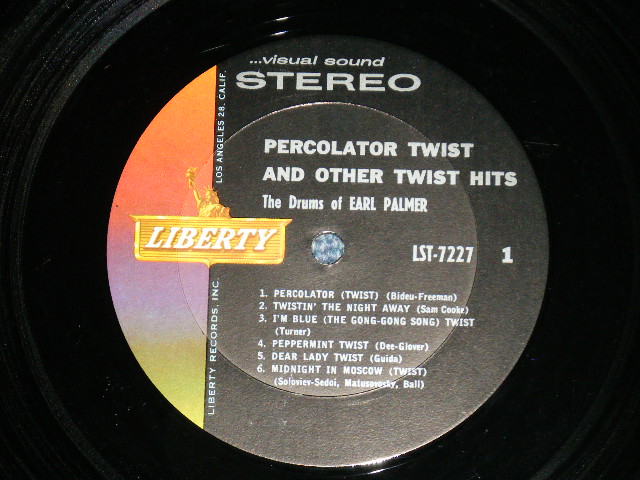 ...visual sound
STEREO
LOS ANGELES 28, CALIF.
PERCOLATOR TWIST
AND OTHER TWIST HITS
The Drums of EARL PALMER
LIBERTY
LST-7227 1
1. PERCOLATOR (TWIST) (Bideu-Freeman)
2. TWISTIN' THE NIGHT AWAY (Sam Cooke)
3. I'M BLUE (THE GONG-GONG SONG) TWIST
(Turner)
4. PEPPERMINT TWIST (Dee-Glover)
5. DEAR LADY TWIST (Guida)
6. MIDNIGHT IN MOSCOW (TWIST)
(Soloviev-Sedoi, Matusovosky, Ball)
LIBERTY RECORDS, INC.